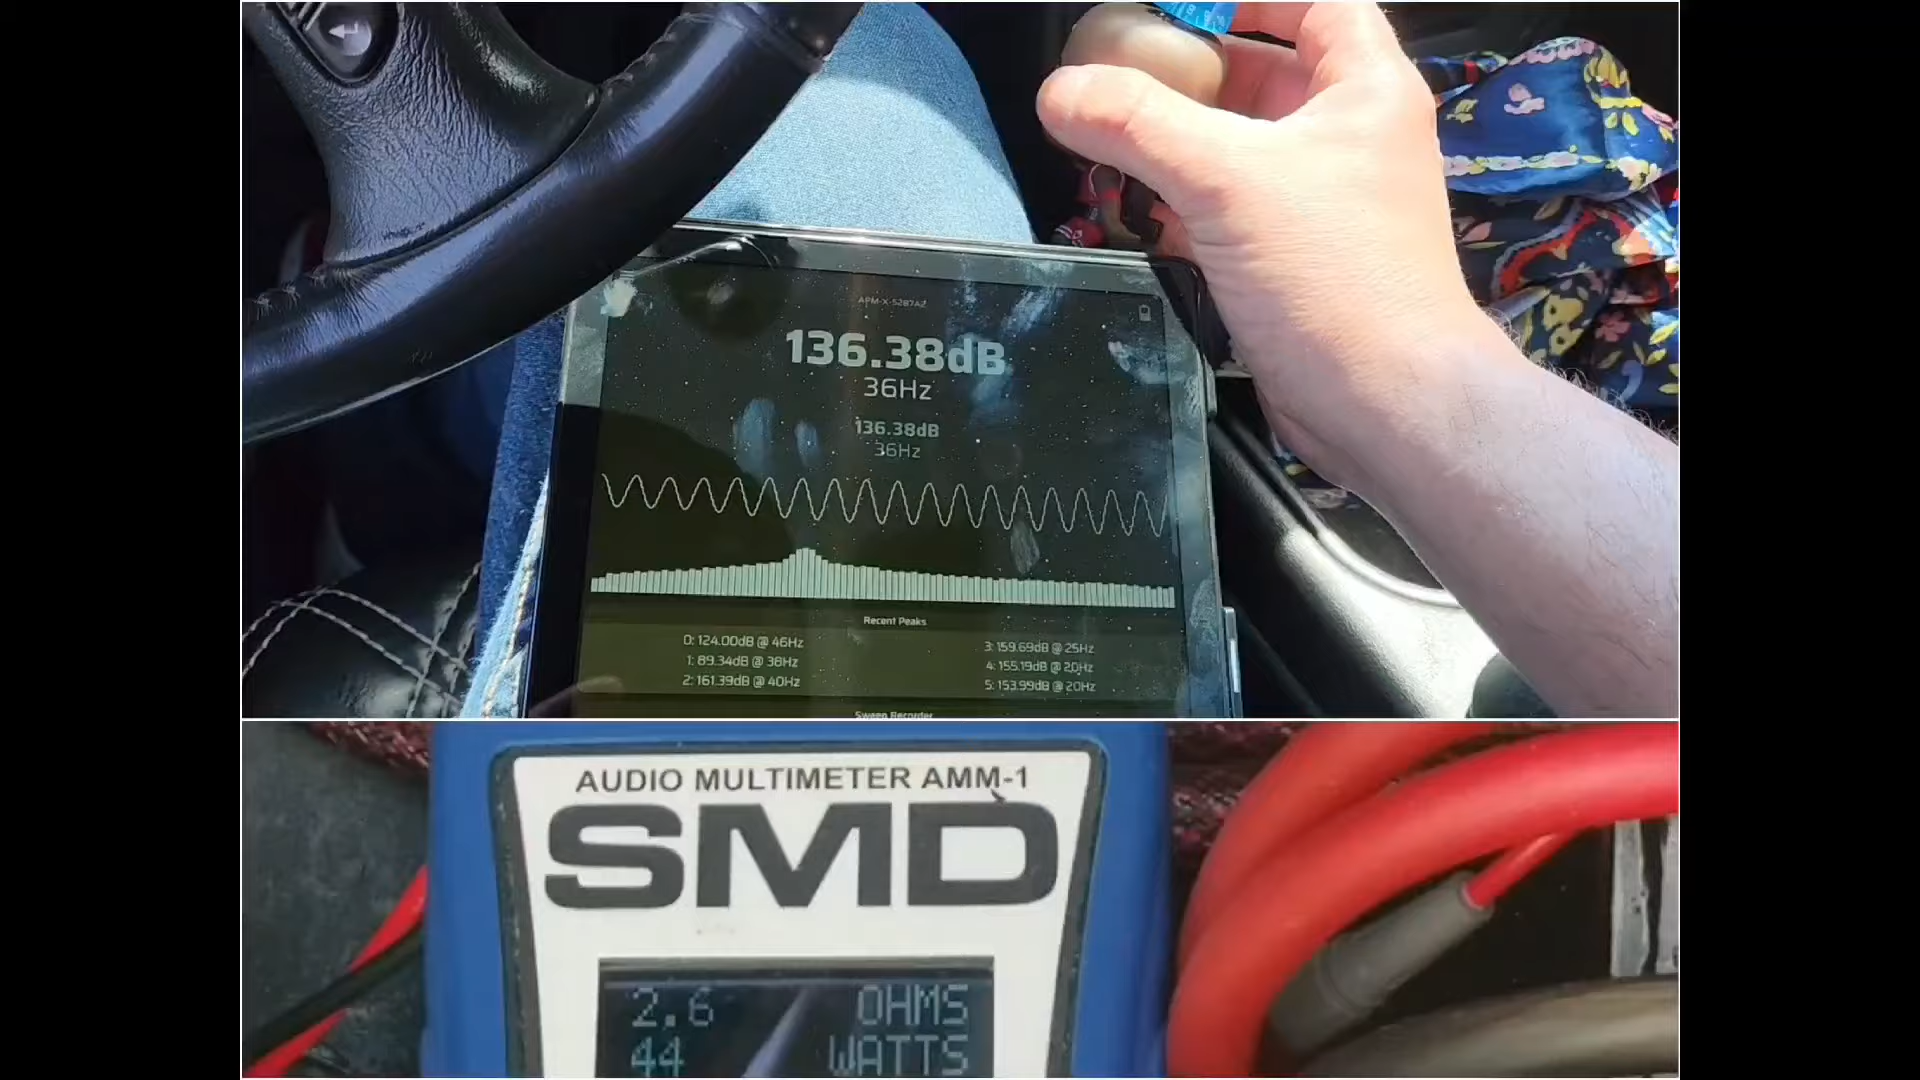 APM-X-5287A2
136.38dB
36Hz
136.38dB
36Hz
Recent Peaks
0: 124.00dB @ 46Hz
1: 89.34dB @ 38Hz
2: 161.39dB @ 40Hz
3: 159.69dB @ 25Hz
4: 155.19dB @ 20Hz
5: 153.99dB @ 20Hz
Sweep Recorder
AUDIO MULTIMETER AMM-1
SMD
2.6 OHMS
44 WATTS